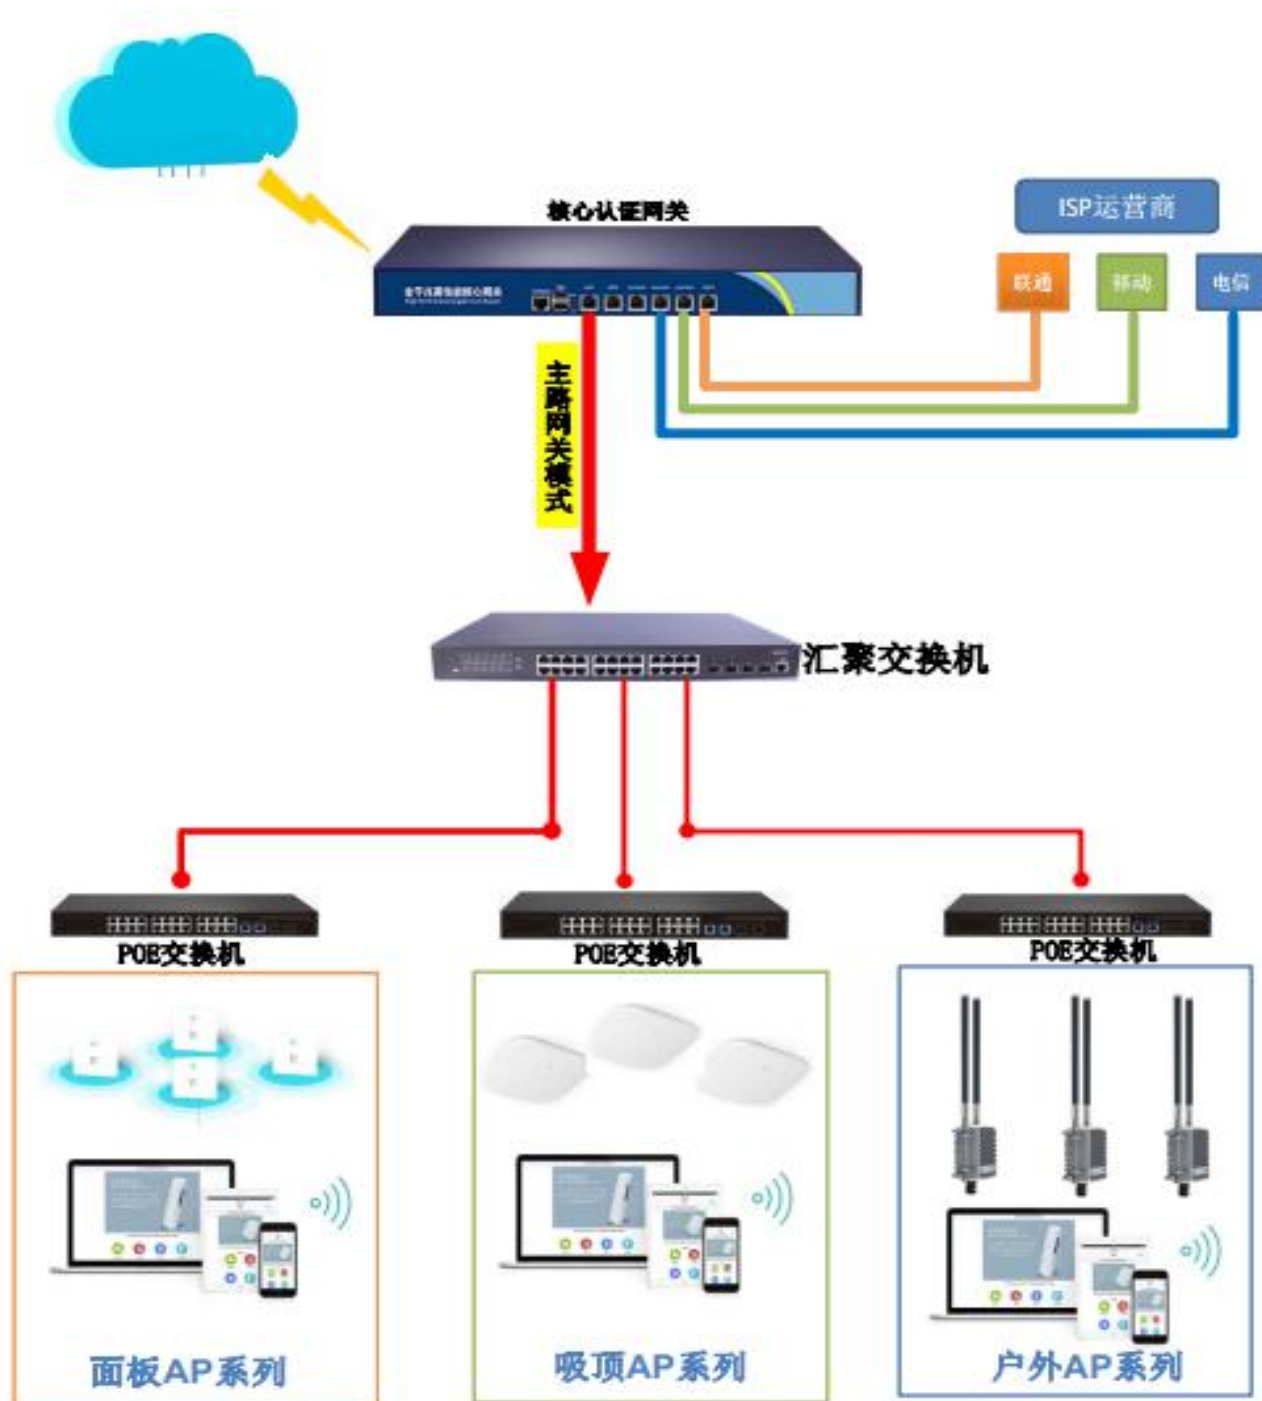 核心认证网关
ISP运营商
联通
移动
电信
主路网关模式
汇聚交换机
POE交换机
POE交换机
POE交换机
面板AP系列
吸顶AP系列
户外AP系列